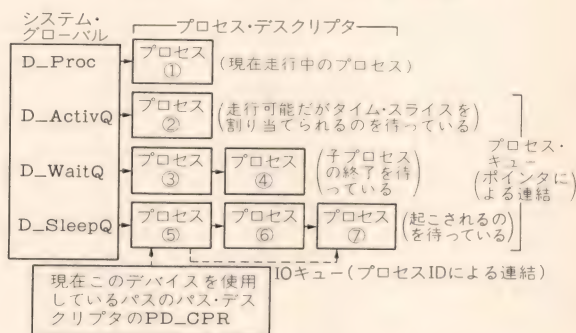 システム・
グローバル
プロセス・デスクリプタ
D_Proc
プロセス
①
(現在走行中のプロセス)
D_ActivQ
プロセス
②
(走行可能だがタイム・スライスを
割り当てられるのを待っている)
D_WaitQ
プロセス
③
プロセス
④
(子プロセス
の終了を待
っている)
プロセス・
キュー
(ポインタに
よる連結)
D_SleepQ
プロセス
⑤
プロセス
⑥
プロセス
⑦
(起こされるの
を待っている)
IOキュー(プロセスIDによる連結)
現在このデバイスを使用
しているパスのパス・デス
クリプタのPD_CPR